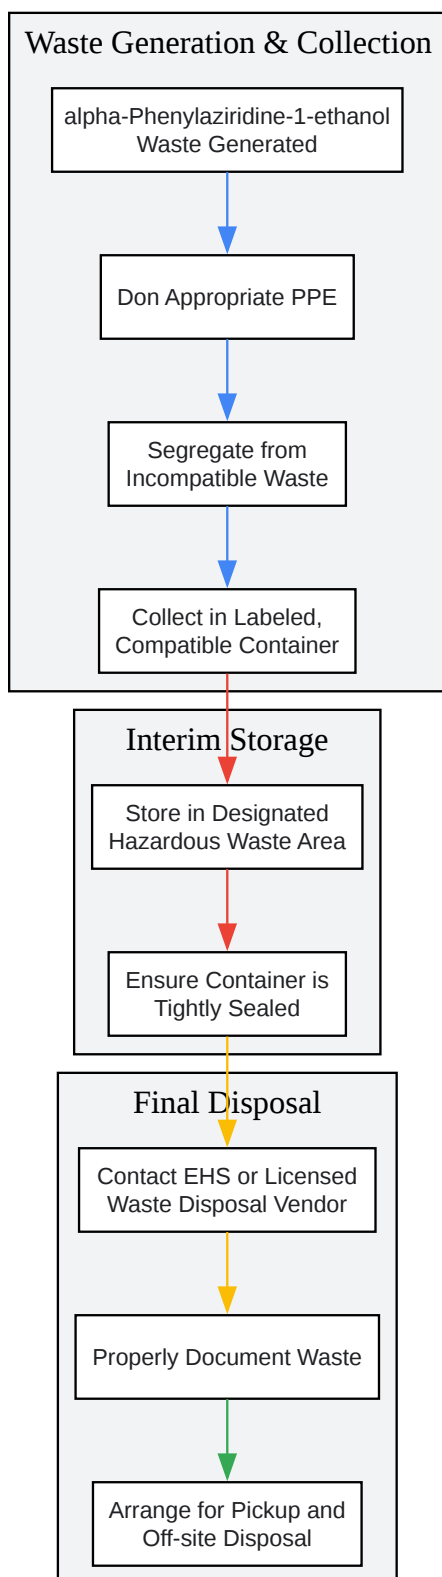 Waste Generation & Collection
alpha-Phenylaziridine-1-ethanol
Waste Generated
Don Appropriate PPE
Segregate from
Incompatible Waste
Collect in Labeled,
Compatible Container
Interim Storage
Store in Designated
Hazardous Waste Area
Ensure Container is
Tightly Sealed
Final Disposal
Contact EHS or Licensed
Waste Disposal Vendor
Properly Document Waste
Arrange for Pickup and
Off-site Disposal